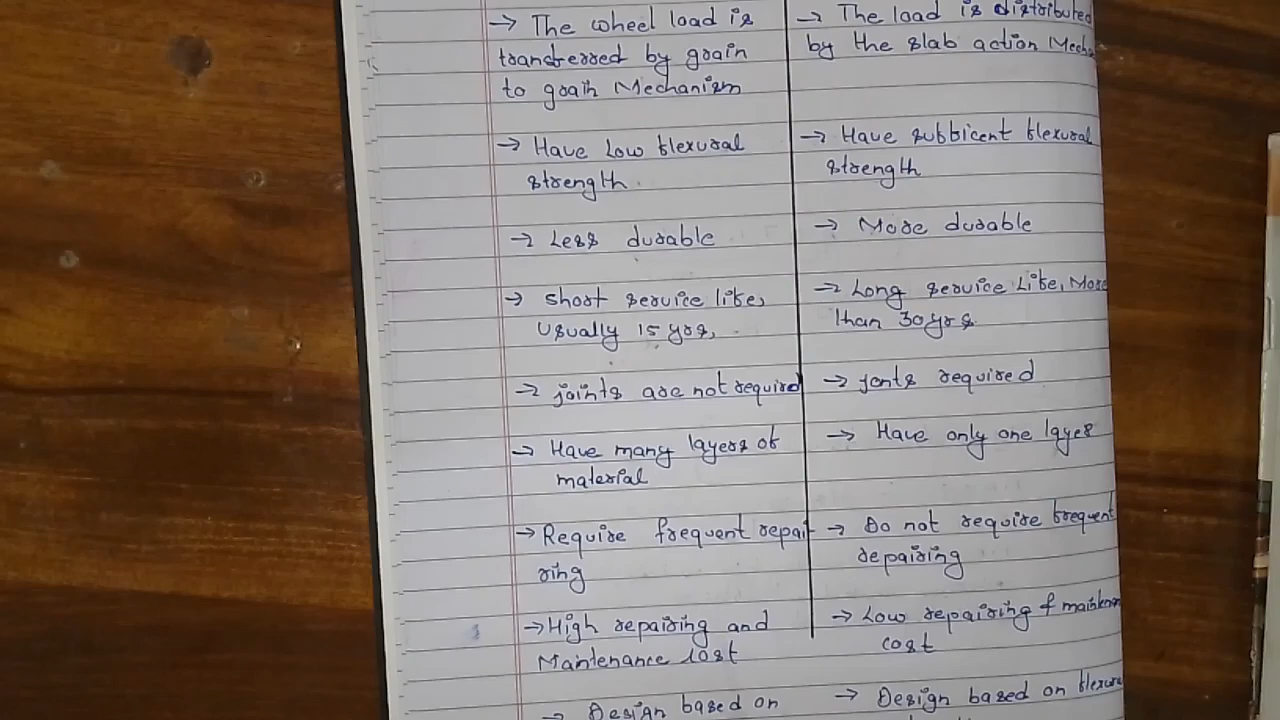 → The wheel load is
transferred by grain
to grain Mechanism
→ Have Low flexural
strength.
→ Less durable
→ short service life,
Usually 15 yrs,
→ joints are not required
→ Have many layers of
material
→ Require frequent repai
ring
→ High repairing and
Maintenance Cost
→ Design based on
→ The load is distributed
by the slab action Mecha
→ Have sufficent flexural
strength
→ More durable
→ Long service Life, More
than 30 yrs
→ jonts required
→ Have only one layer
→ Do not require frequent
repairing
→ Low repairing &
cost
→ Design based on flexura